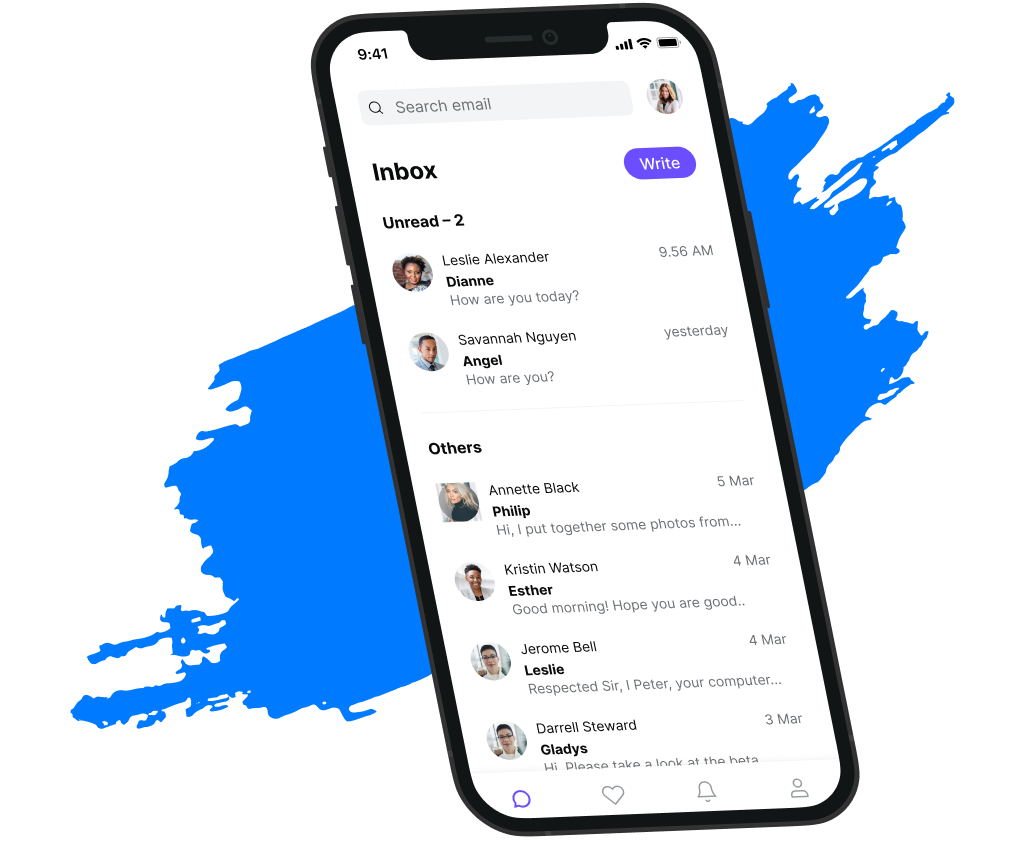 9:41
Search email
Inbox
Write
Unread – 2
Leslie Alexander
9.56 AM
Dianne
How are you today?
Savannah Nguyen
yesterday
Angel
How are you?
Others
Annette Black
5 Mar
Philip
Hi, I put together some photos from...
Kristin Watson
4 Mar
Esther
Good morning! Hope you are good..
Jerome Bell
4 Mar
Leslie
Respected Sir, I Peter, your computer...
Darrell Steward
3 Mar
Gladys
Hi, Please take a look at the beta